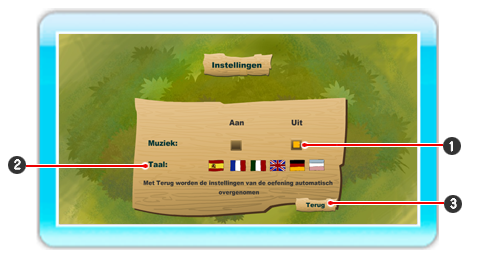 Instellingen
Aan Uit
Muziek: 1
2 Taal:
Met Terug worden de instellingen van de oefening automatisch
overgenomen
Terug 3